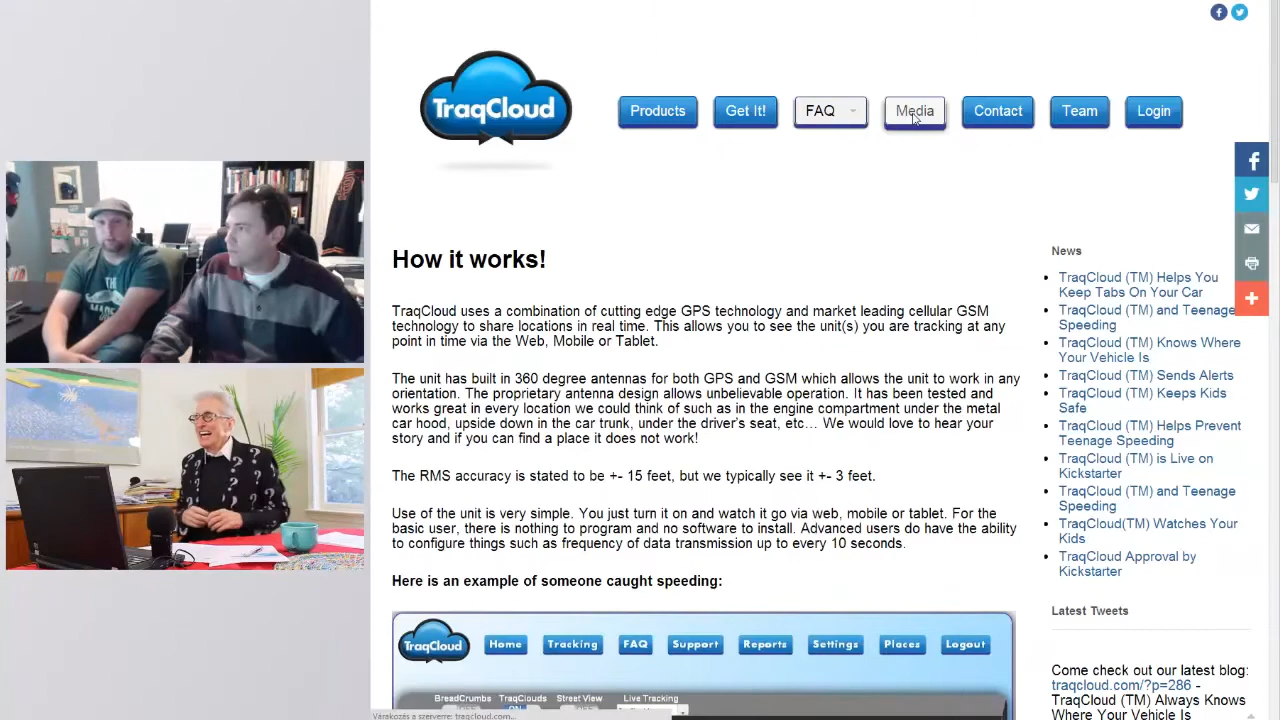 TraqCloud
Products
Get It!
FAQ
Media
Contact
Team
Login
How it works!
TraqCloud uses a combination of cutting edge GPS technology and market leading cellular GSM
technology to share locations in real time. This allows you to see the unit(s) you are tracking at any
point in time via the Web, Mobile or Tablet.
The unit has built in 360 degree antennas for both GPS and GSM which allows the unit to work in any
orientation. The proprietary antenna design allows unbelievable operation. It has been tested and
works great in every location we could think of such as in the engine compartment under the metal
car hood, upside down in the car trunk, under the driver's seat, etc... We would love to hear your
story and if you can find a place it does not work!
The RMS accuracy is stated to be +- 15 feet, but we typically see it +- 3 feet.
Use of the unit is very simple. You just turn it on and watch it go via web, mobile or tablet. For the
basic user, there is nothing to program and no software to install. Advanced users do have the ability
to configure things such as frequency of data transmission up to every 10 seconds.
Here is an example of someone caught speeding:
TraqCloud
Home
Tracking
FAQ
Support
Reports
Settings
Places
Logout
BreadCrumbs
TraqClouds
Street View
Live Tracking
ON
Várakozás a szerverre: traqcloud.com...
News
TraqCloud (TM) Helps You
Keep Tabs On Your Car
TraqCloud (TM) and Teenage
Speeding
TraqCloud (TM) Knows Where
Your Vehicle Is
TraqCloud (TM) Sends Alerts
TraqCloud (TM) Keeps Kids
Safe
TraqCloud (TM) Helps Prevent
Teenage Speeding
TraqCloud (TM) is Live on
Kickstarter
TraqCloud (TM) and Teenage
Speeding
TraqCloud(TM) Watches Your
Kids
TraqCloud Approval by
Kickstarter
Latest Tweets
Come check out our latest blog:
traqcloud.com/?p=286 -
TraqCloud (TM) Always Knows
Where Your Vehicle Is